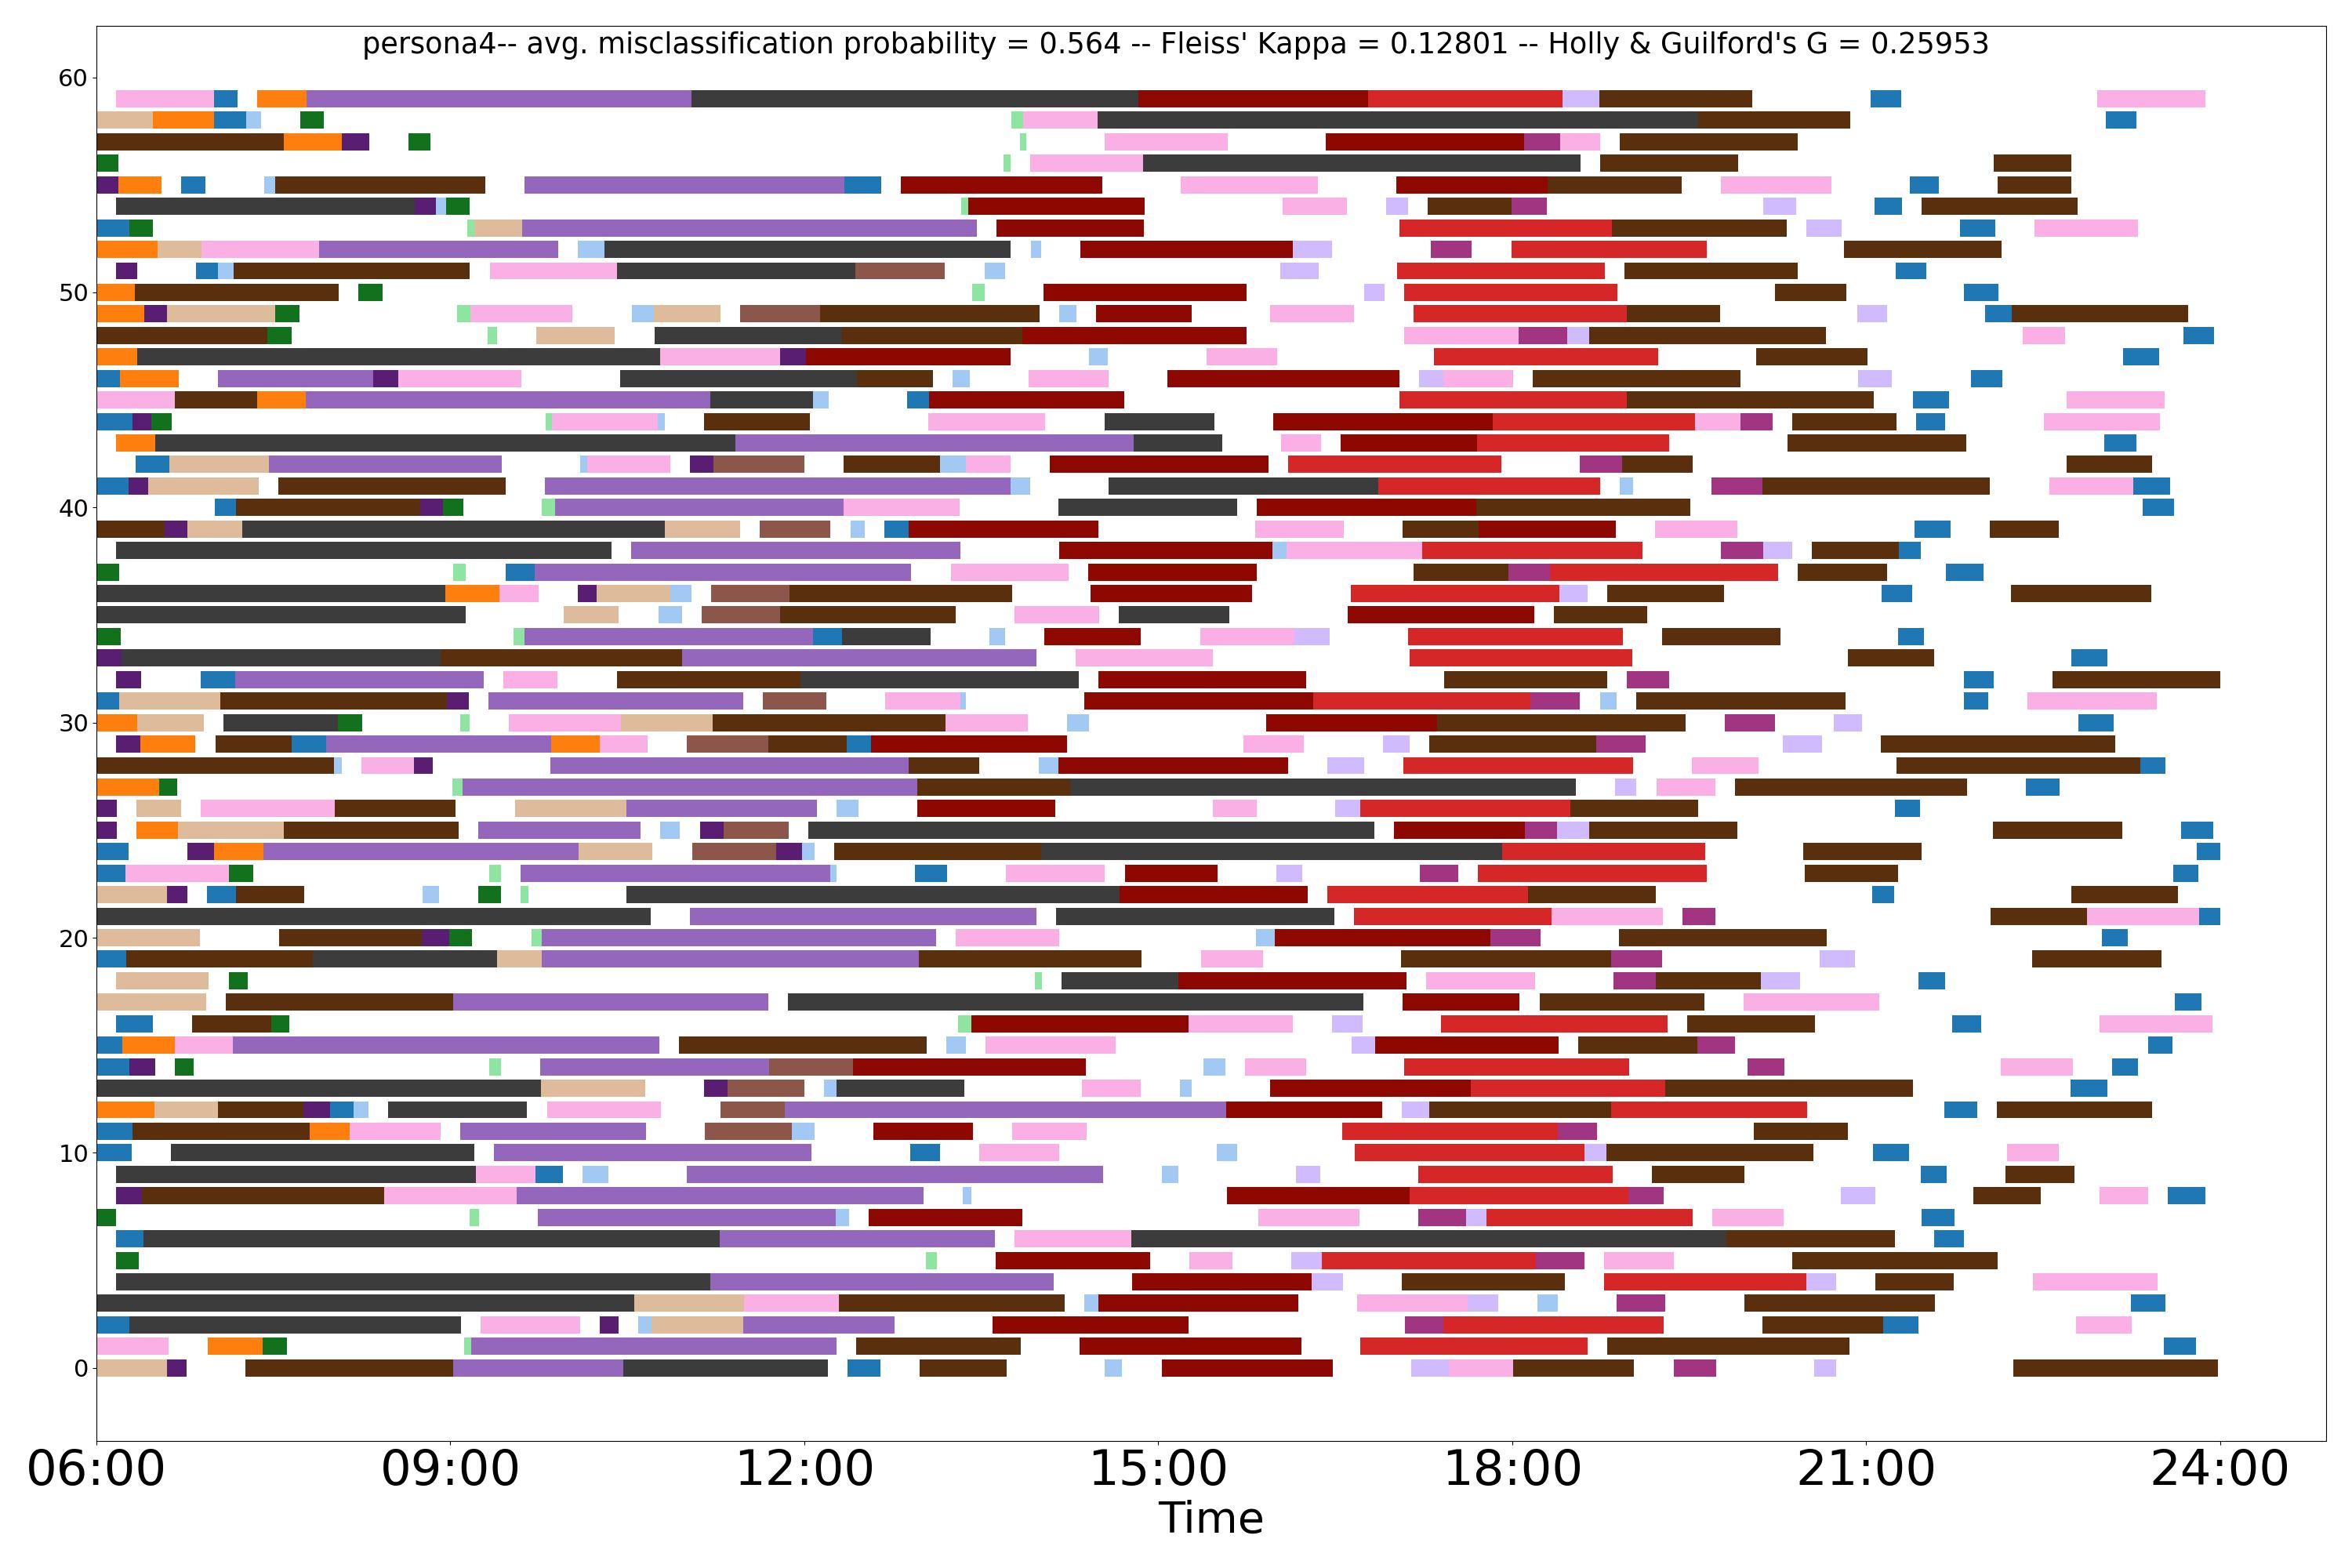 persona4-- avg. misclassification probability = 0.564 -- Fleiss' Kappa = 0.12801 -- Holly & Guilford's G = 0.25953
60
50
40
30
20
10
0
06:00 09:00 12:00 15:00 18:00 21:00 24:00
Time